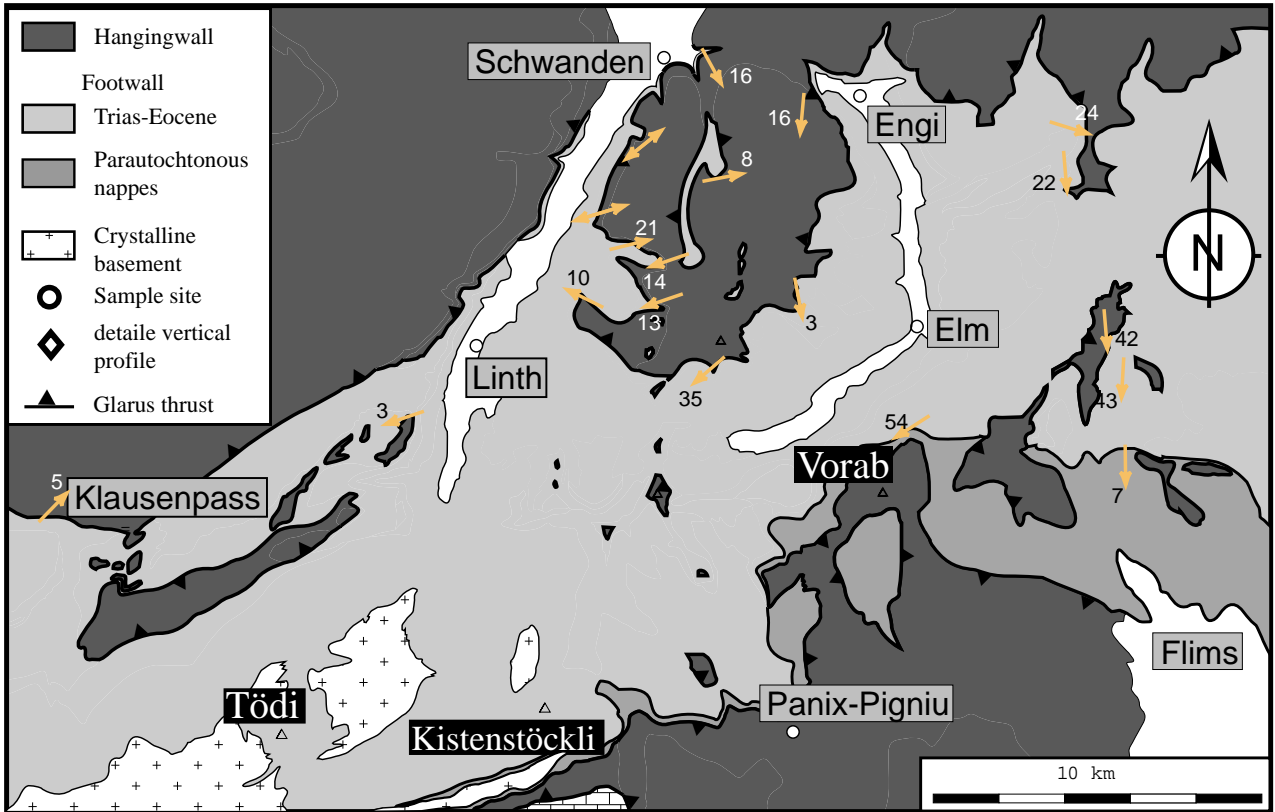 Hangingwall
Footwall
Trias-Eocene
Parautochtonous
nappes
Crystalline
basement
Sample site
detaile vertical
profile
Glarus thrust
Schwanden
16
16
Engi
24
22
8
21
14
10
13
3
N
Elm
42
43
Linth
35
3
54
Vorab
7
5
Klausenpass
Flims
Tödi
Panix-Pigniu
Kistenstöckli
10 km